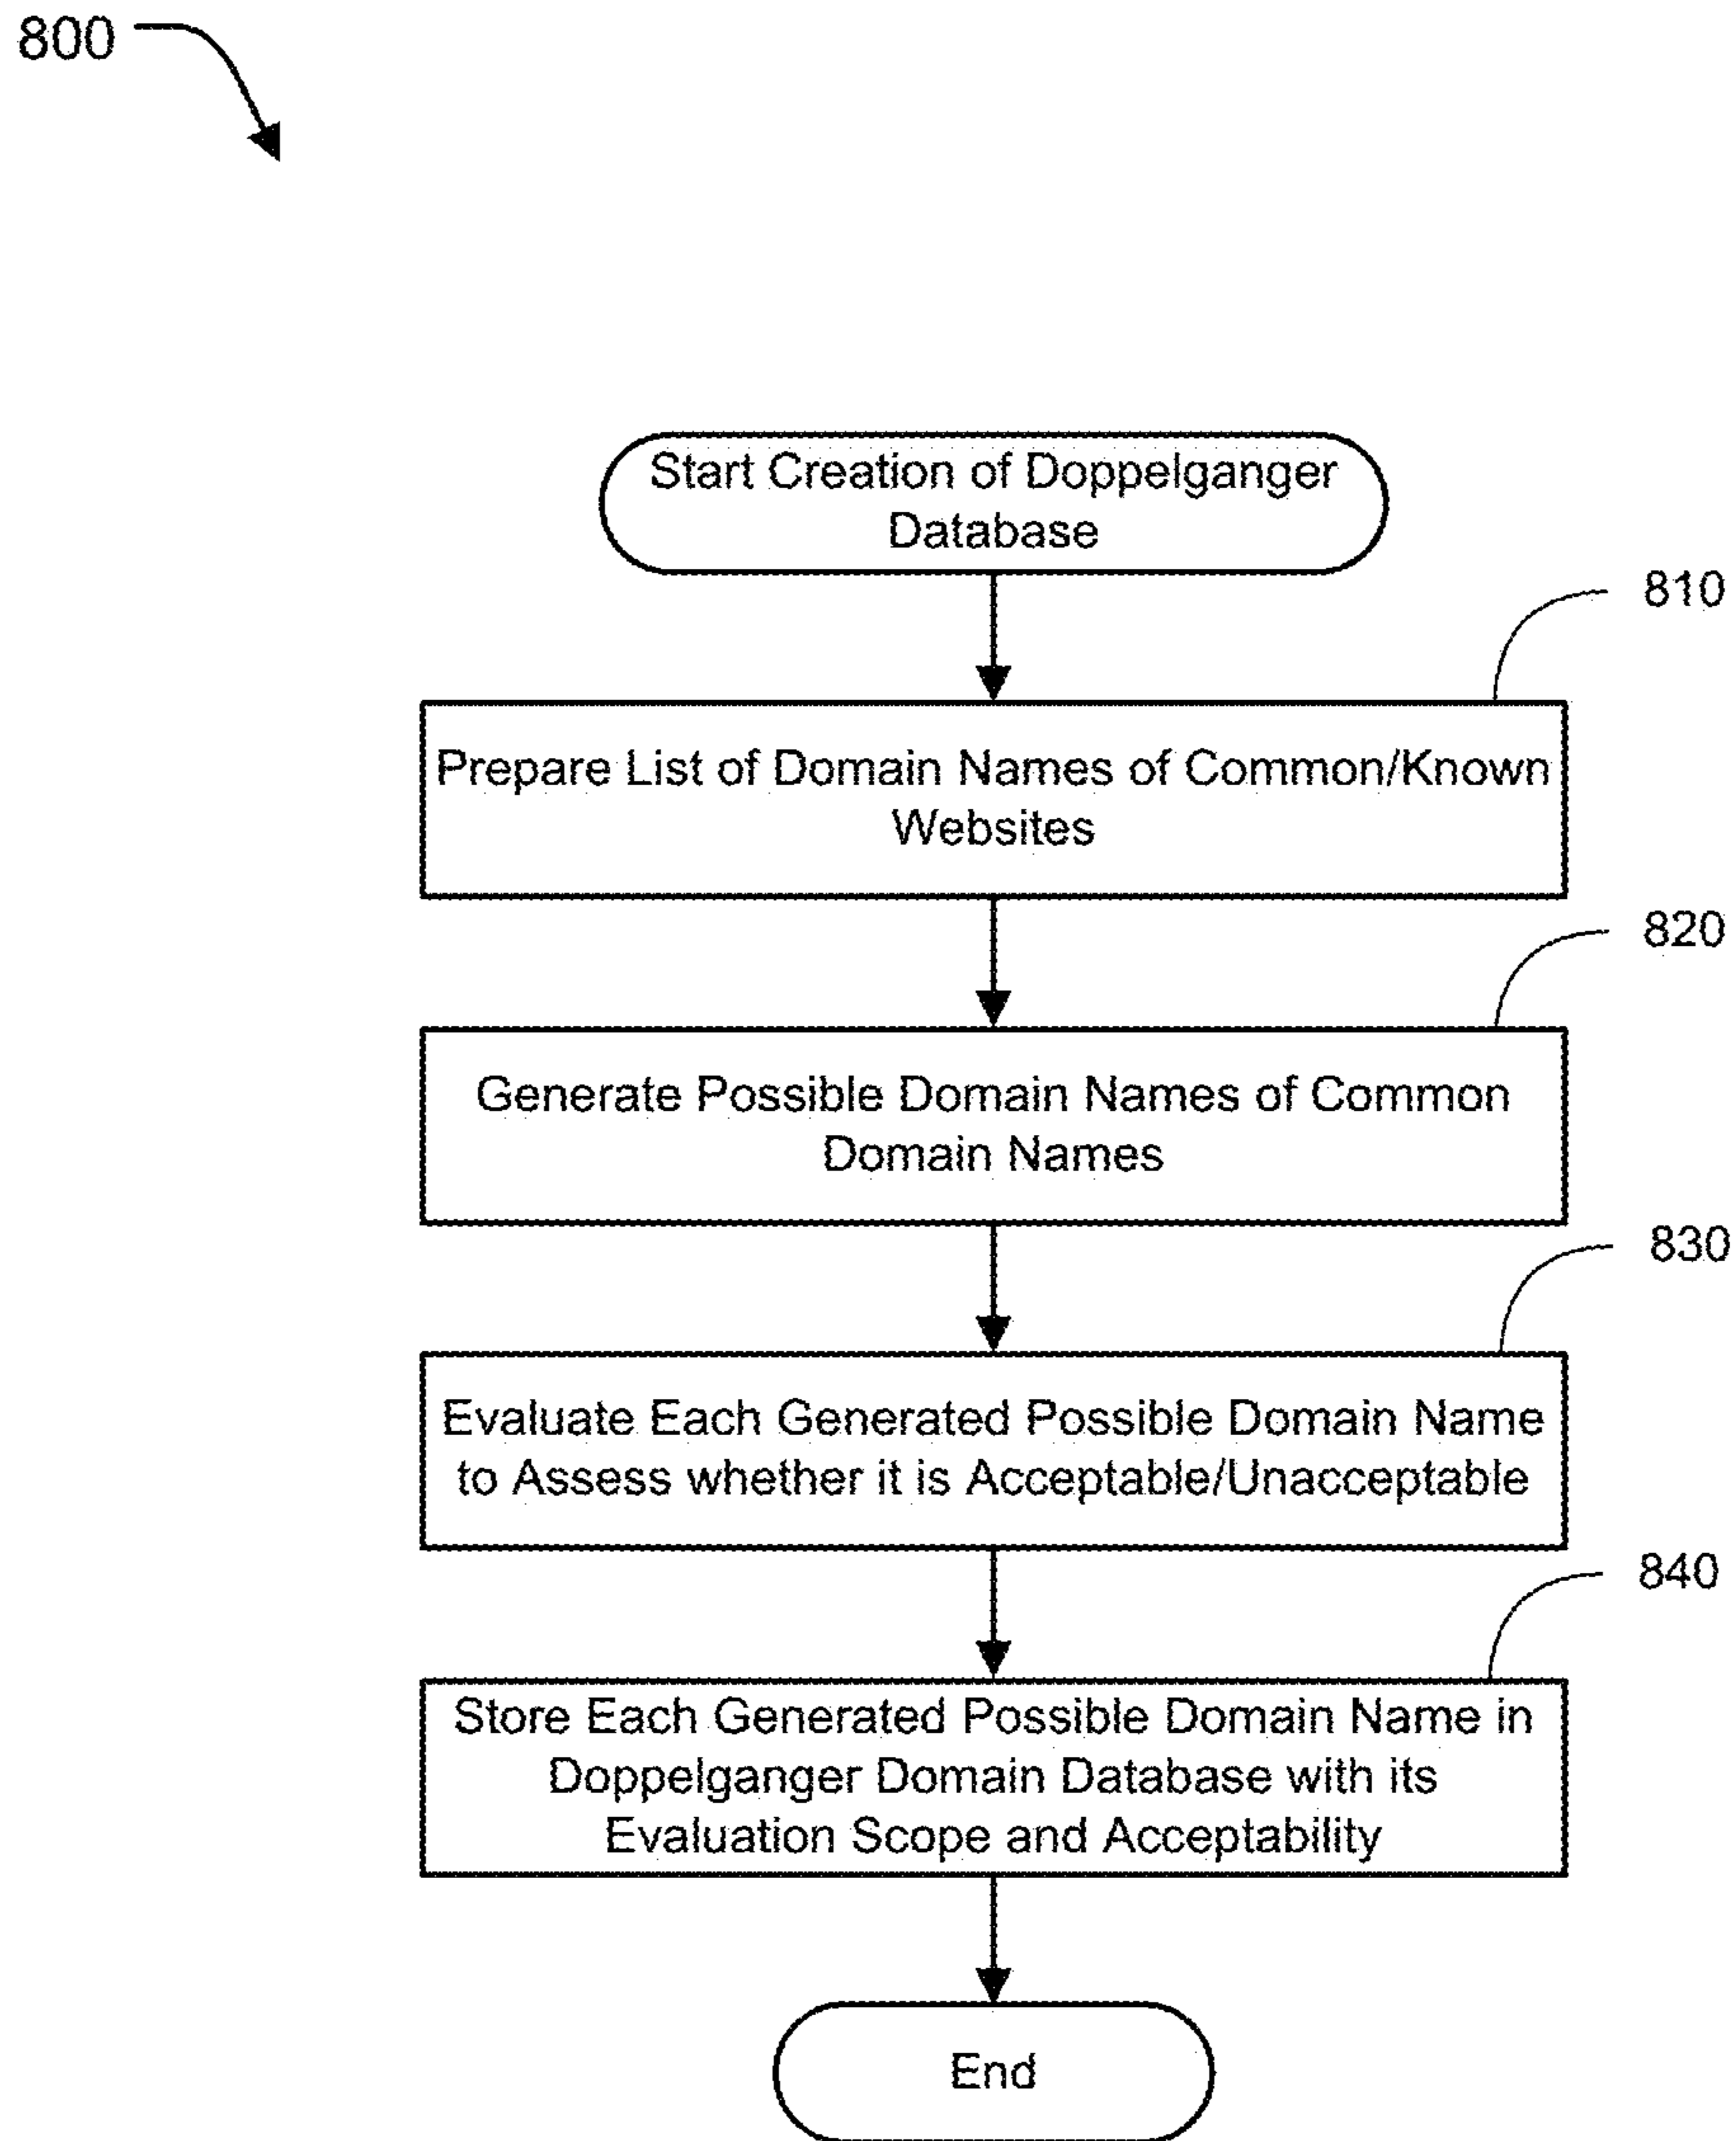 800
Start Creation of Doppelganger
Database
810
Prepare List of Domain Names of Common/Known
Websites
820
Generate Possible Domain Names of Common
Domain Names
830
Evaluate Each Generated Possible Domain Name
to Assess whether it is Acceptable/Unacceptable
840
Store Each Generated Possible Domain Name in
Doppelganger Domain Database with its
Evaluation Scope and Acceptability
End